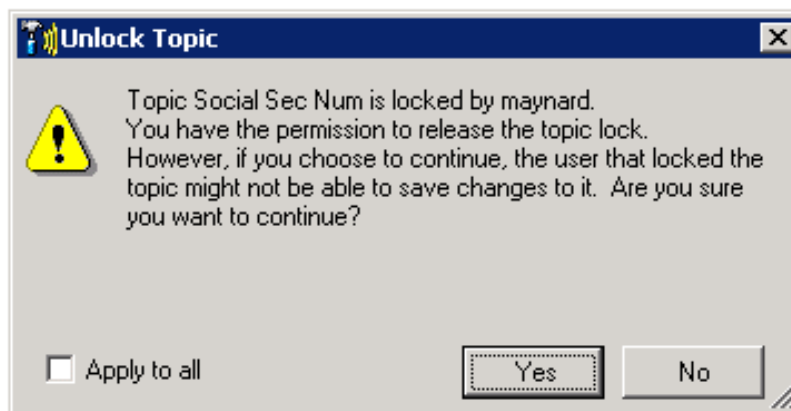 Unlock Topic
Topic Social Sec Num is locked by maynard.
You have the permission to release the topic lock.
However, if you choose to continue, the user that locked the
topic might not be able to save changes to it. Are you sure
you want to continue?
Apply to all
Yes
No